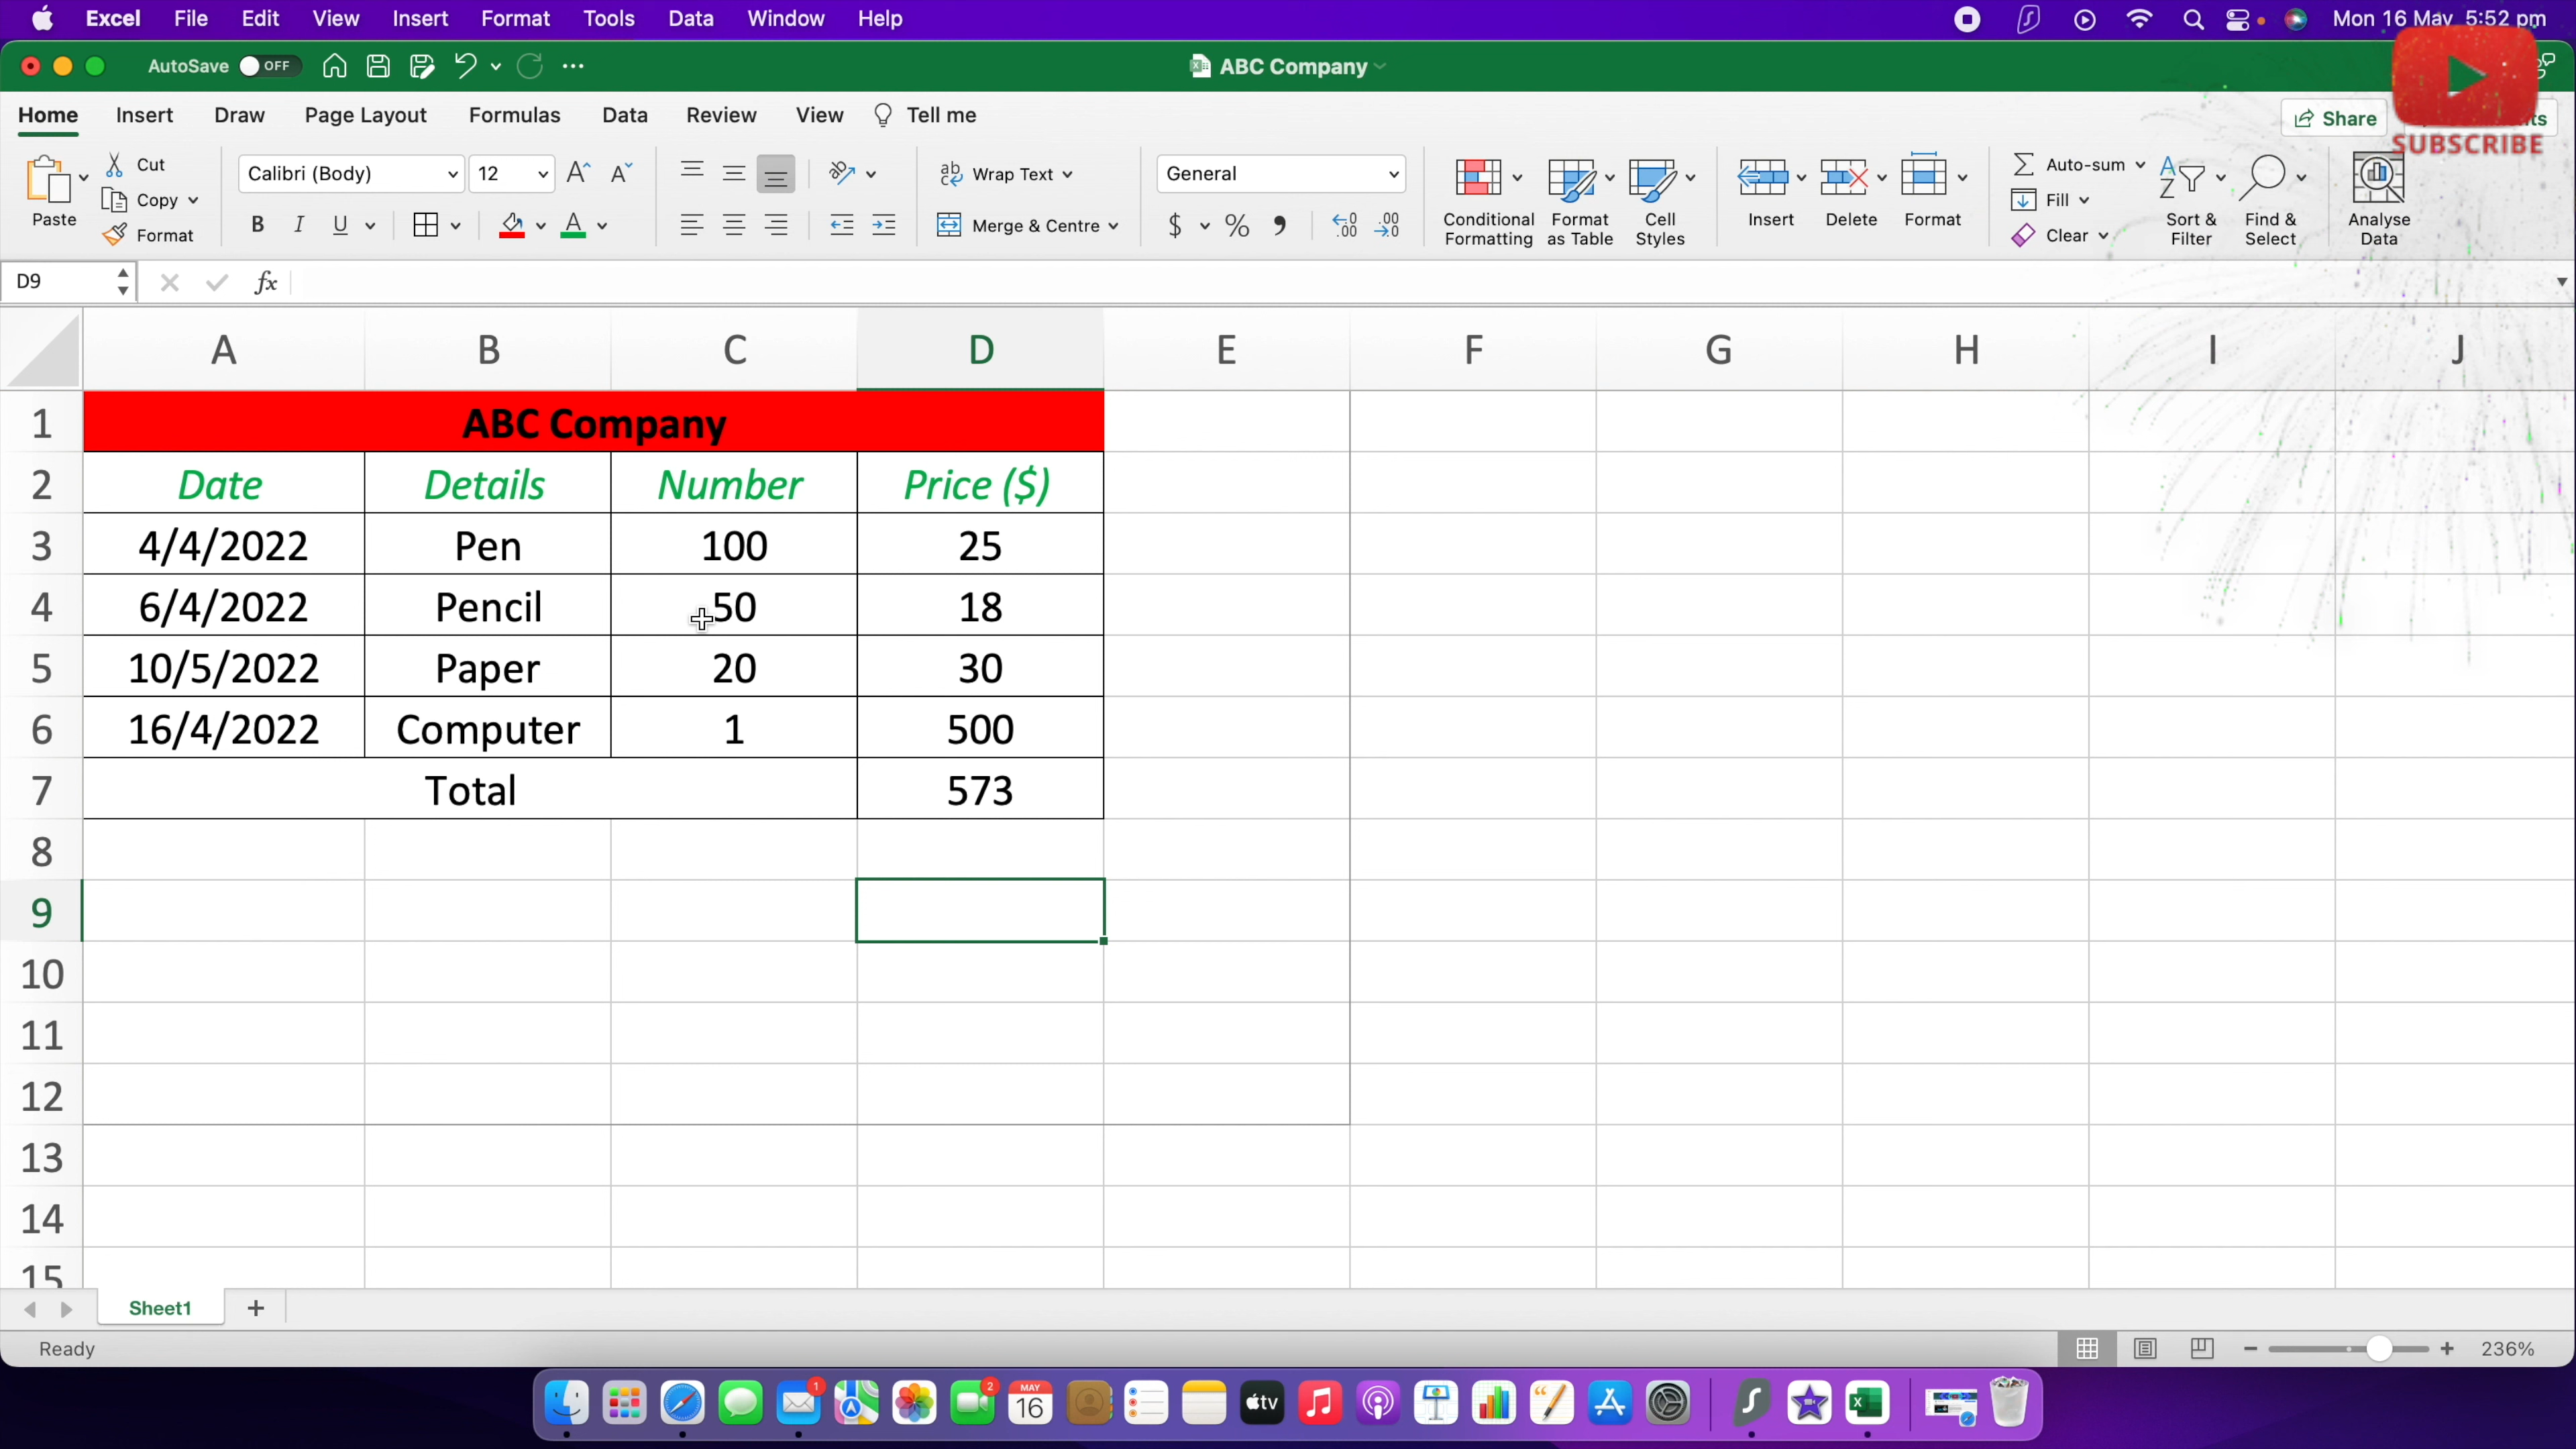 Excel File Edit View Insert Format Tools Data Window Help Mon 16 May 5:52 pm
AutoSave OFF ABC Company
Home Insert Draw Page Layout Formulas Data Review View Tell me Share
SUBSCRIBE
Paste Cut Copy Format
Calibri (Body) 12
B I U A
Wrap Text
Merge & Centre
General
$ % 
Conditional Formatting
Format as Table
Cell Styles
Insert Delete Format
Auto-sum
Fill
Clear
Sort & Filter
Find & Select
Analyse Data
D9 fx
A B C D E F G H I J
1 ABC Company
2 Date Details Number Price ($)
3 4/4/2022 Pen 100 25
4 6/4/2022 Pencil 50 18
5 10/5/2022 Paper 20 30
6 16/4/2022 Computer 1 500
7 Total 573
8
9
10
11
12
13
14
15
Sheet1 +
Ready 236%
1 2 MAY 16 tv